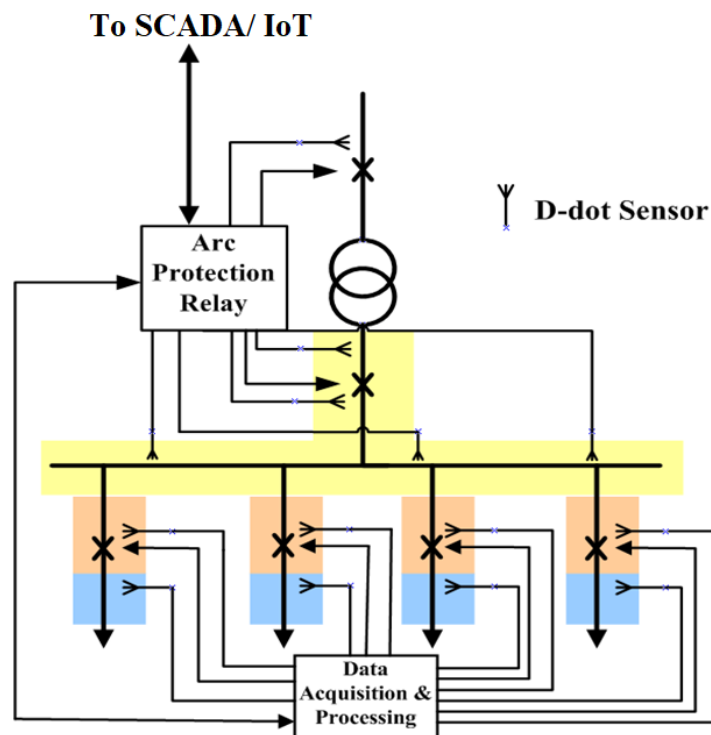 To SCADA/ IoT
D-dot Sensor
Arc
Protection
Relay
Data
Acquisition &
Processing